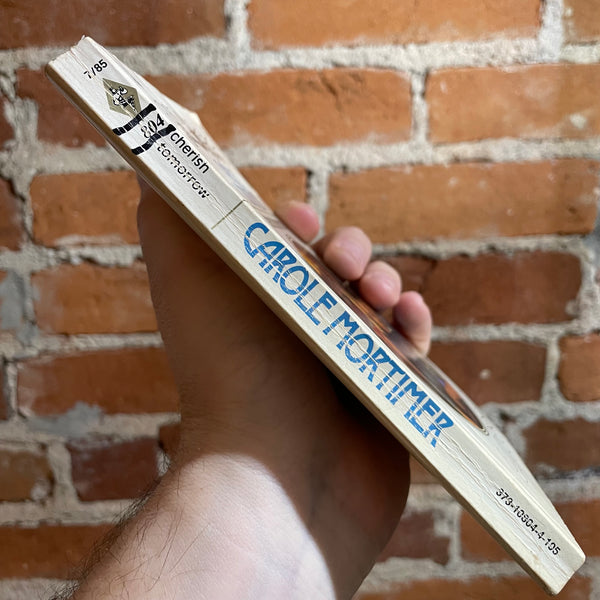 7/85
804
cherish
tomorrow
CAROLE MORTIMER
373-10804-4-195